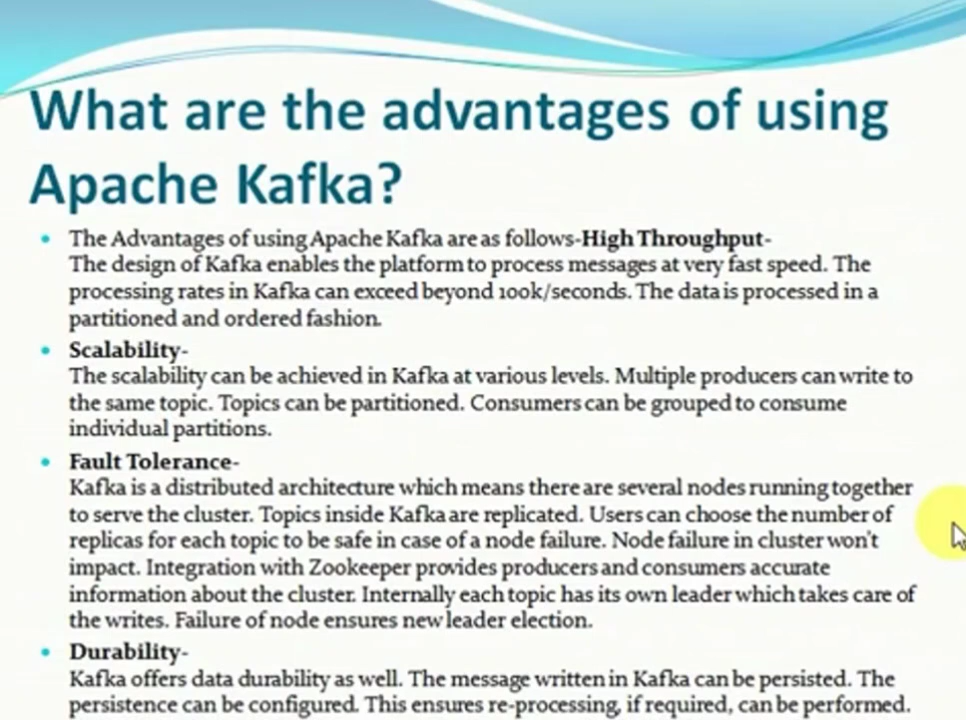 What are the advantages of using
Apache Kafka?
• The Advantages of using Apache Kafka are as follows-High Throughput-
The design of Kafka enables the platform to process messages at very fast speed. The
processing rates in Kafka can exceed beyond 100k/seconds. The data is processed in a
partitioned and ordered fashion.
• Scalability-
The scalability can be achieved in Kafka at various levels. Multiple producers can write to
the same topic. Topics can be partitioned. Consumers can be grouped to consume
individual partitions.
• Fault Tolerance-
Kafka is a distributed architecture which means there are several nodes running together
to serve the cluster. Topics inside Kafka are replicated. Users can choose the number of
replicas for each topic to be safe in case of a node failure. Node failure in cluster won't
impact. Integration with Zookeeper provides producers and consumers accurate
information about the cluster. Internally each topic has its own leader which takes care of
the writes. Failure of node ensures new leader election.
• Durability-
Kafka offers data durability as well. The message written in Kafka can be persisted. The
persistence can be configured. This ensures re-processing, if required, can be performed.